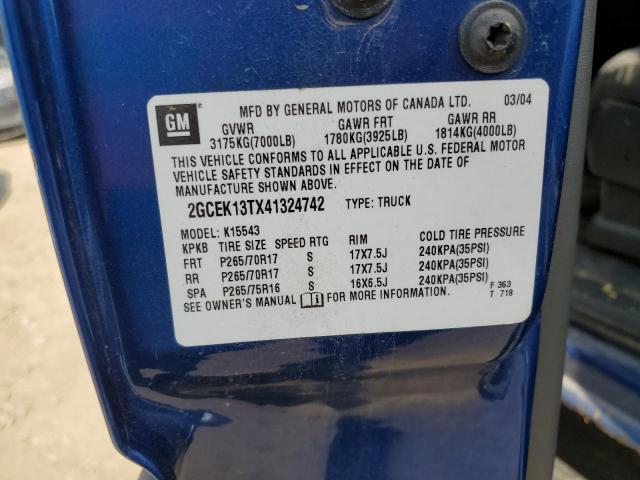 GM
MFD BY GENERAL MOTORS OF CANADA LTD. 03/04
GVWR GAWR FRT GAWR RR
3175KG(7000LB) 1780KG(3925LB) 1814KG(4000LB)
THIS VEHICLE CONFORMS TO ALL APPLICABLE U.S. FEDERAL MOTOR
VEHICLE SAFETY STANDARDS IN EFFECT ON THE DATE OF
MANUFACTURE SHOWN ABOVE.
2GCEK13TX41324742 TYPE: TRUCK
MODEL: K15543
KPKB TIRE SIZE SPEED RTG RIM COLD TIRE PRESSURE
FRT P265/70R17 S 17X7.5J 240KPA(35PSI)
RR P265/70R17 S 17X7.5J 240KPA(35PSI)
SPA P265/75R16 S 16X6.5J 240KPA(35PSI)
SEE OWNER'S MANUAL FOR MORE INFORMATION.
F 363
T 718